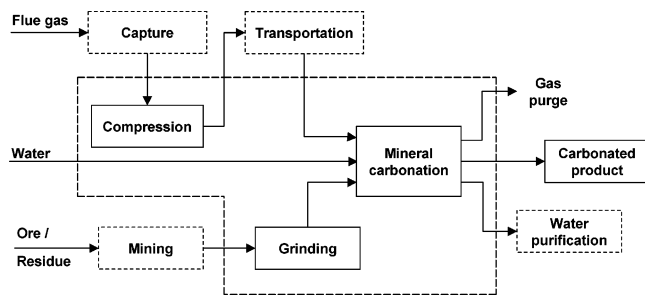 Flue gas
Capture
Transportation
Compression
Gas
purge
Water
Mineral
carbonation
Carbonated
product
Ore /
Residue
Mining
Grinding
Water
purification